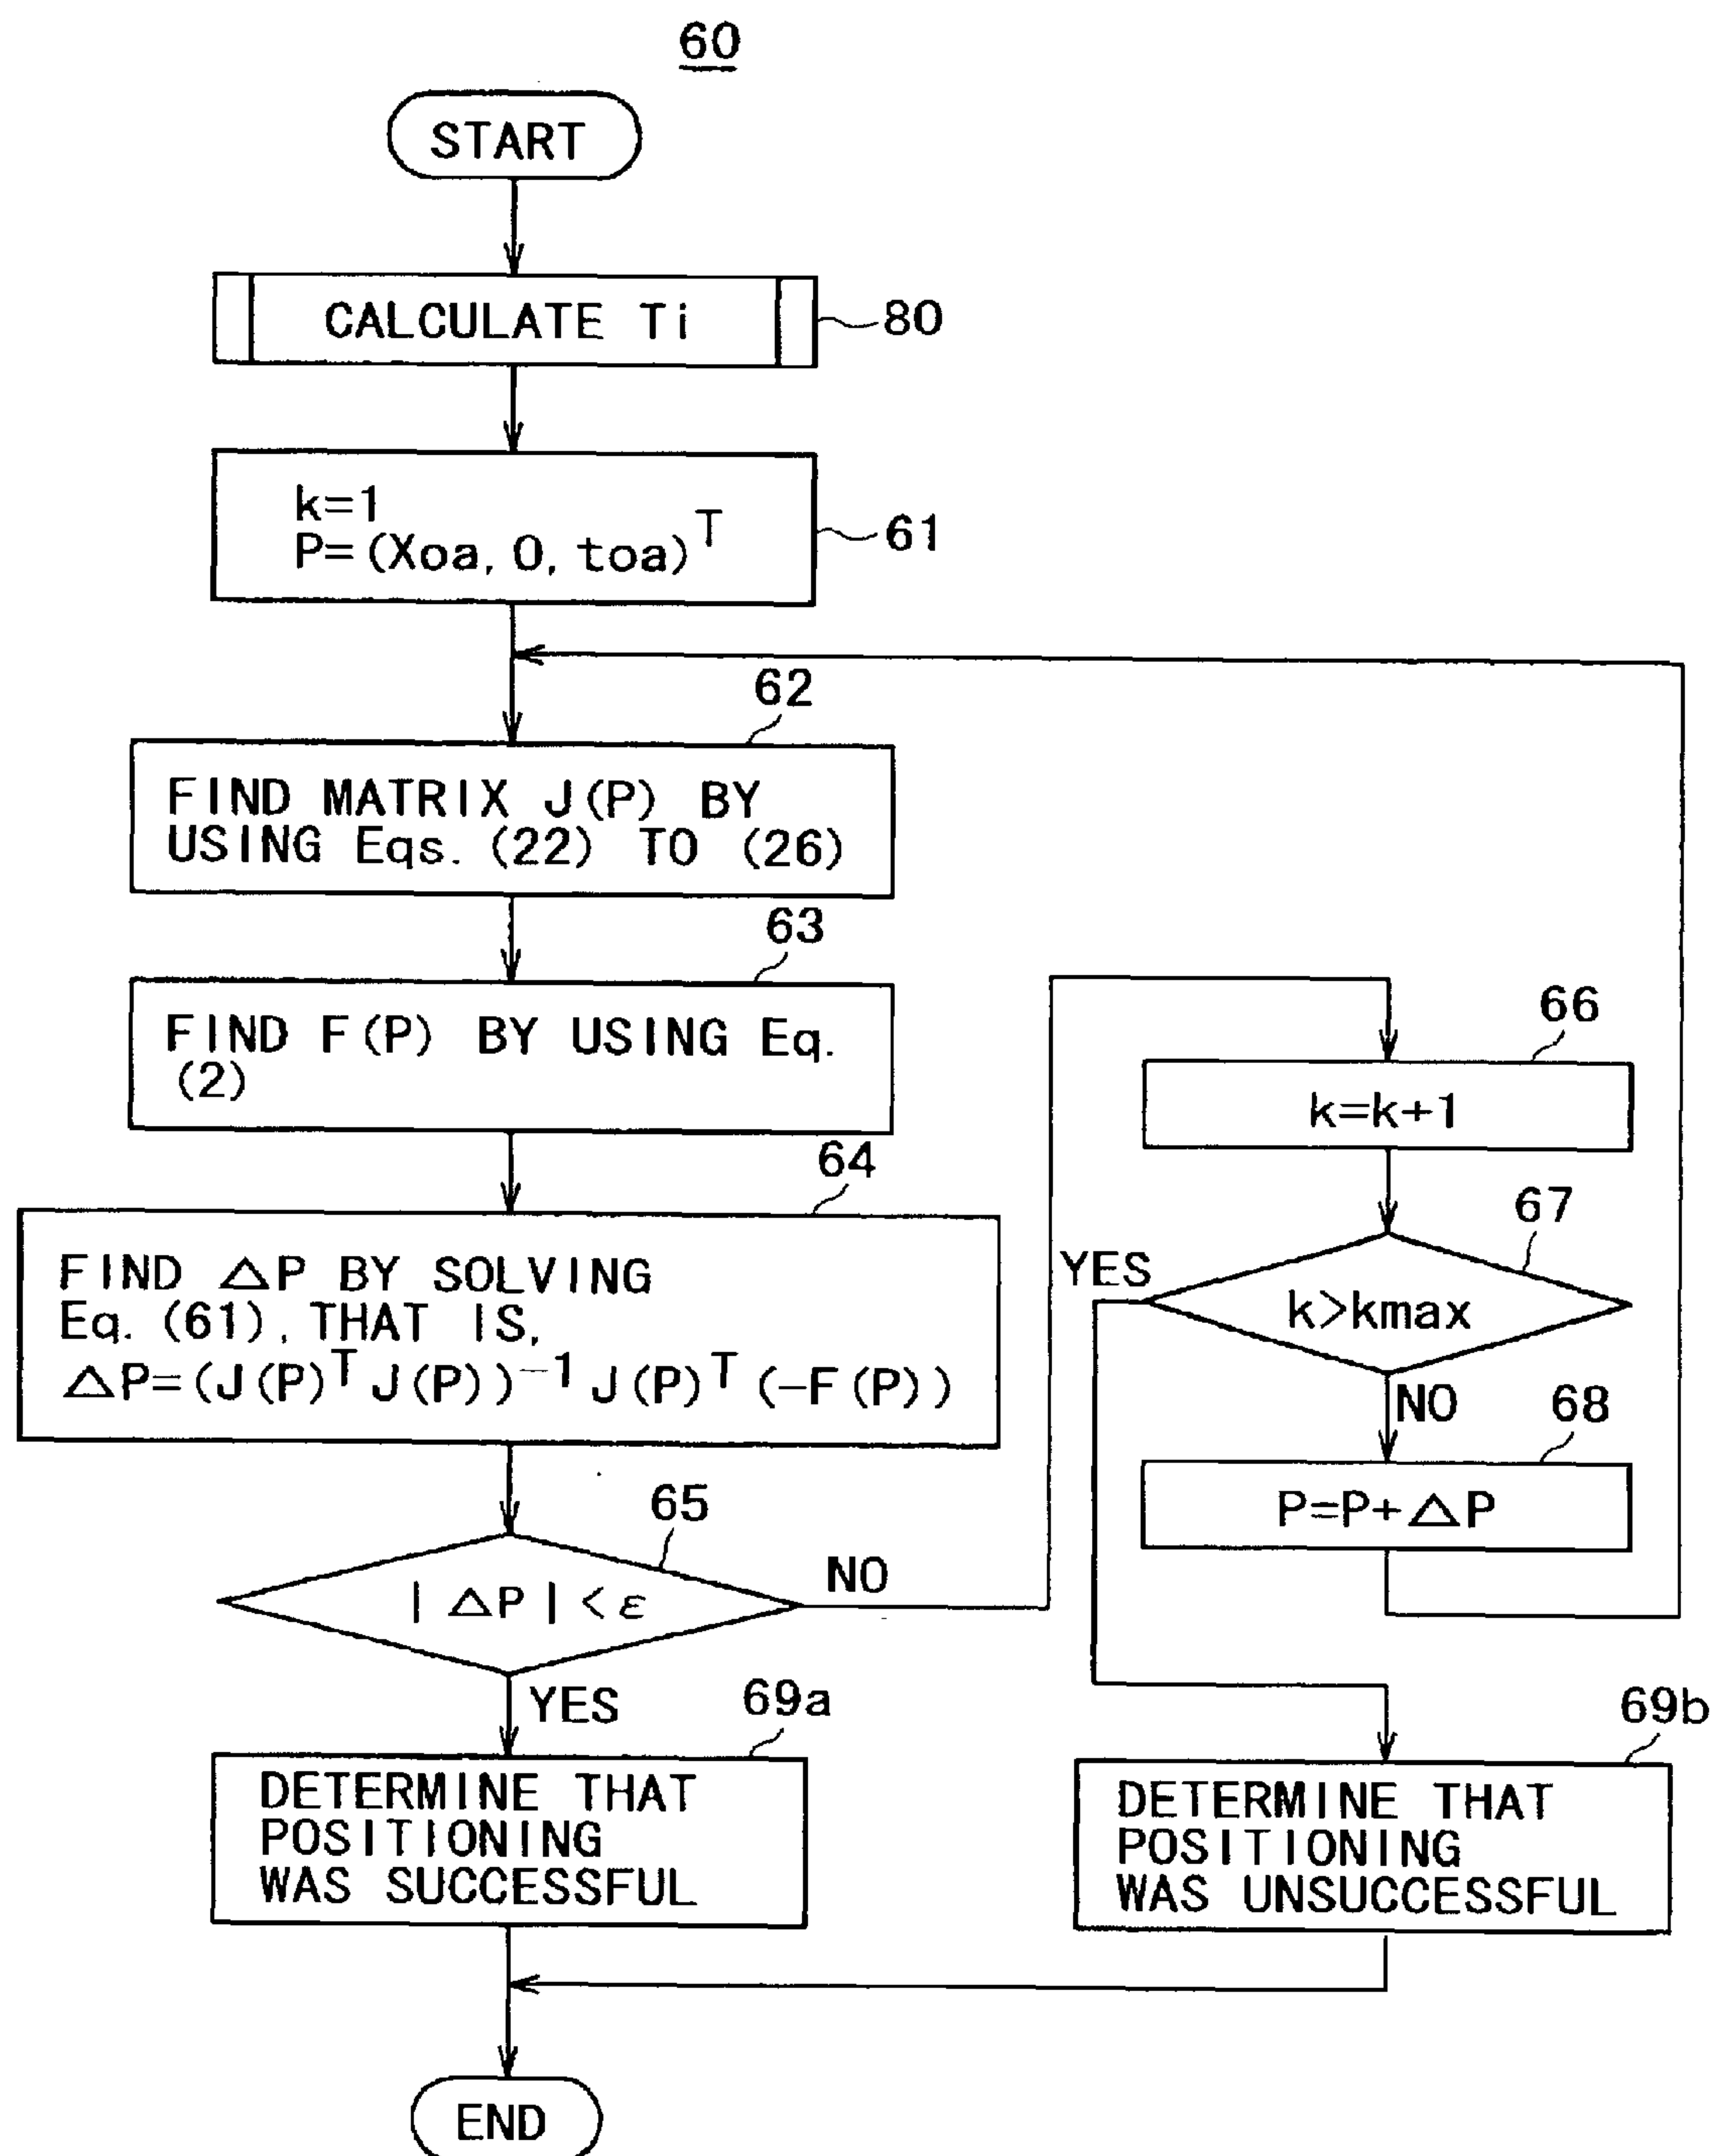 60
START
CALCULATE Ti
80
k=1
P=(Xoa, 0, toa)^T
61
62
FIND MATRIX J(P) BY
USING Eqs. (22) TO (26)
63
FIND F(P) BY USING Eq.
(2)
64
FIND △P BY SOLVING
Eq. (61), THAT IS,
△P=(J(P)^T J(P))^-1 J(P)^T (-F(P))
65
| △P | < ε
NO
YES
66
k=k+1
67
YES
k>kmax
NO
68
P=P+△P
69a
DETERMINE THAT
POSITIONING
WAS SUCCESSFUL
69b
DETERMINE THAT
POSITIONING
WAS UNSUCCESSFUL
END